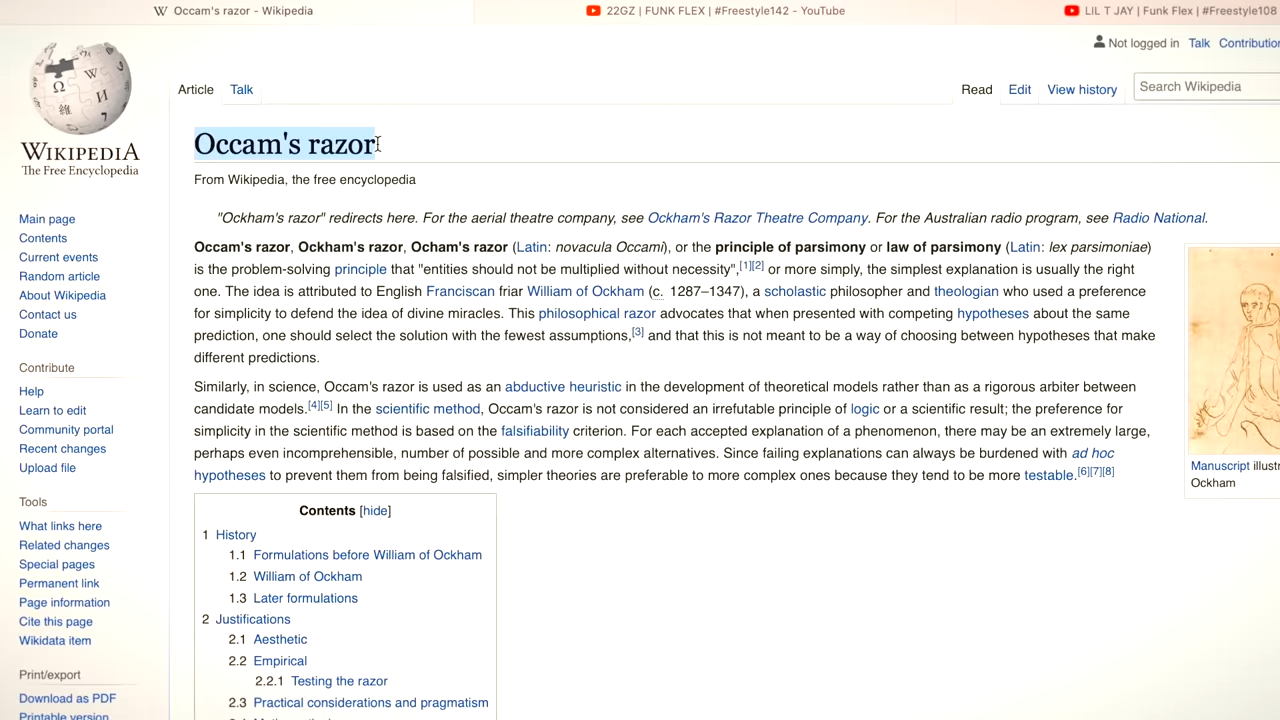 Occam's razor - Wikipedia
22GZ | FUNK FLEX | #Freestyle142 - YouTube
LIL T JAY | Funk Flex | #Freestyle108
Not logged in Talk Contribution
Article Talk
Read Edit View history Search Wikipedia
WIKIPEDIA
The Free Encyclopedia
Occam's razor
From Wikipedia, the free encyclopedia
"Ockham's razor" redirects here. For the aerial theatre company, see Ockham's Razor Theatre Company. For the Australian radio program, see Radio National.
Occam's razor, Ockham's razor, Ocham's razor (Latin: novacula Occami), or the principle of parsimony or law of parsimony (Latin: lex parsimoniae)
is the problem-solving principle that "entities should not be multiplied without necessity",[1][2] or more simply, the simplest explanation is usually the right
one. The idea is attributed to English Franciscan friar William of Ockham (c. 1287–1347), a scholastic philosopher and theologian who used a preference
for simplicity to defend the idea of divine miracles. This philosophical razor advocates that when presented with competing hypotheses about the same
prediction, one should select the solution with the fewest assumptions,[3] and that this is not meant to be a way of choosing between hypotheses that make
different predictions.
Similarly, in science, Occam's razor is used as an abductive heuristic in the development of theoretical models rather than as a rigorous arbiter between
candidate models.[4][5] In the scientific method, Occam's razor is not considered an irrefutable principle of logic or a scientific result; the preference for
simplicity in the scientific method is based on the falsifiability criterion. For each accepted explanation of a phenomenon, there may be an extremely large,
perhaps even incomprehensible, number of possible and more complex alternatives. Since failing explanations can always be burdened with ad hoc
hypotheses to prevent them from being falsified, simpler theories are preferable to more complex ones because they tend to be more testable.[6][7][8]
Manuscript illust
Ockham
Contents [hide]
1 History
1.1 Formulations before William of Ockham
1.2 William of Ockham
1.3 Later formulations
2 Justifications
2.1 Aesthetic
2.2 Empirical
2.2.1 Testing the razor
2.3 Practical considerations and pragmatism
Main page
Contents
Current events
Random article
About Wikipedia
Contact us
Donate
Contribute
Help
Learn to edit
Community portal
Recent changes
Upload file
Tools
What links here
Related changes
Special pages
Permanent link
Page information
Cite this page
Wikidata item
Print/export
Download as PDF
Printable version